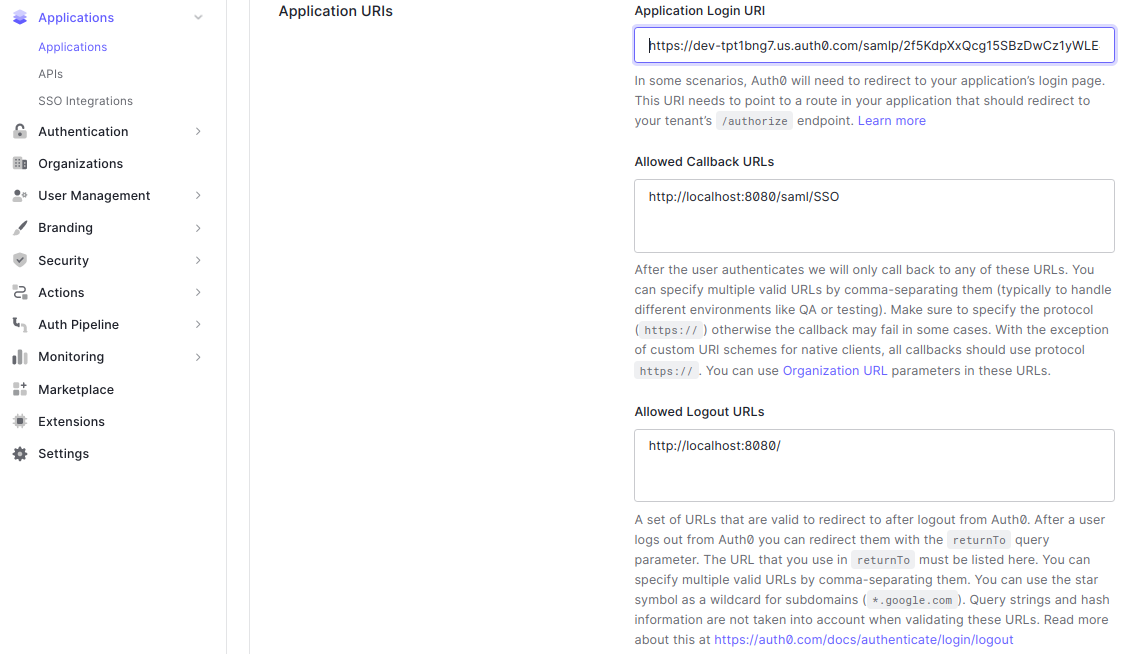 Applications
Applications
APIs
SSO Integrations
Authentication
Organizations
User Management
Branding
Security
Actions
Auth Pipeline
Monitoring
Marketplace
Extensions
Settings
Application URIs
Application Login URI
https://dev-tpt1bng7.us.auth0.com/samlp/2f5KdpXxQcg15SBzDwCz1yWLE
In some scenarios, Auth0 will need to redirect to your application’s login page.
This URI needs to point to a route in your application that should redirect to
your tenant’s /authorize endpoint. Learn more
Allowed Callback URLs
http://localhost:8080/saml/SSO
After the user authenticates we will only call back to any of these URLs. You
can specify multiple valid URLs by comma-separating them (typically to handle
different environments like QA or testing). Make sure to specify the protocol
( https:// ) otherwise the callback may fail in some cases. With the exception
of custom URI schemes for native clients, all callbacks should use protocol
https:// . You can use Organization URL parameters in these URLs.
Allowed Logout URLs
http://localhost:8080/
A set of URLs that are valid to redirect to after logout from Auth0. After a user
logs out from Auth0 you can redirect them with the returnTo query
parameter. The URL that you use in returnTo must be listed here. You can
specify multiple valid URLs by comma-separating them. You can use the star
symbol as a wildcard for subdomains ( *.google.com ). Query strings and hash
information are not taken into account when validating these URLs. Read more
about this at https://auth0.com/docs/authenticate/login/logout